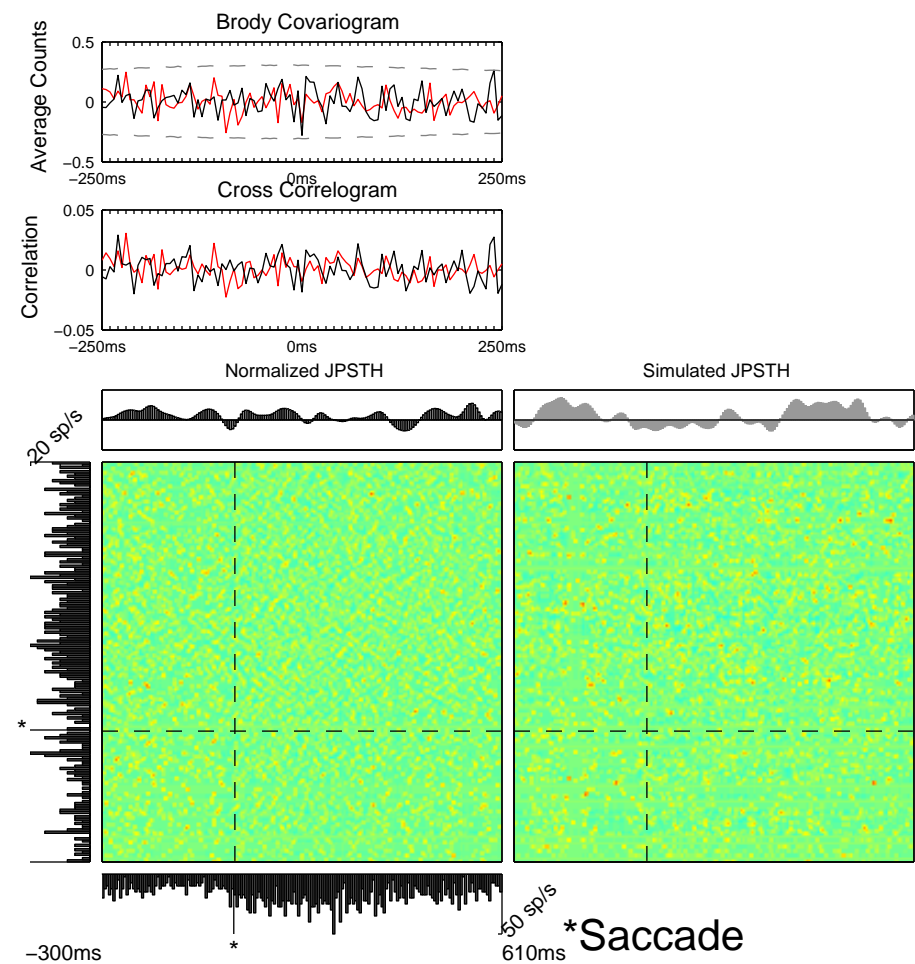 Brody Covariogram
0.5
0
−0.5
Average Counts
−250ms
0ms
250ms
Cross Correlogram
0.05
0
−0.05
Correlation
−250ms
0ms
250ms
Normalized JPSTH
Simulated JPSTH
20 sp/s
*
*
50 sp/s
−300ms
610ms
*Saccade